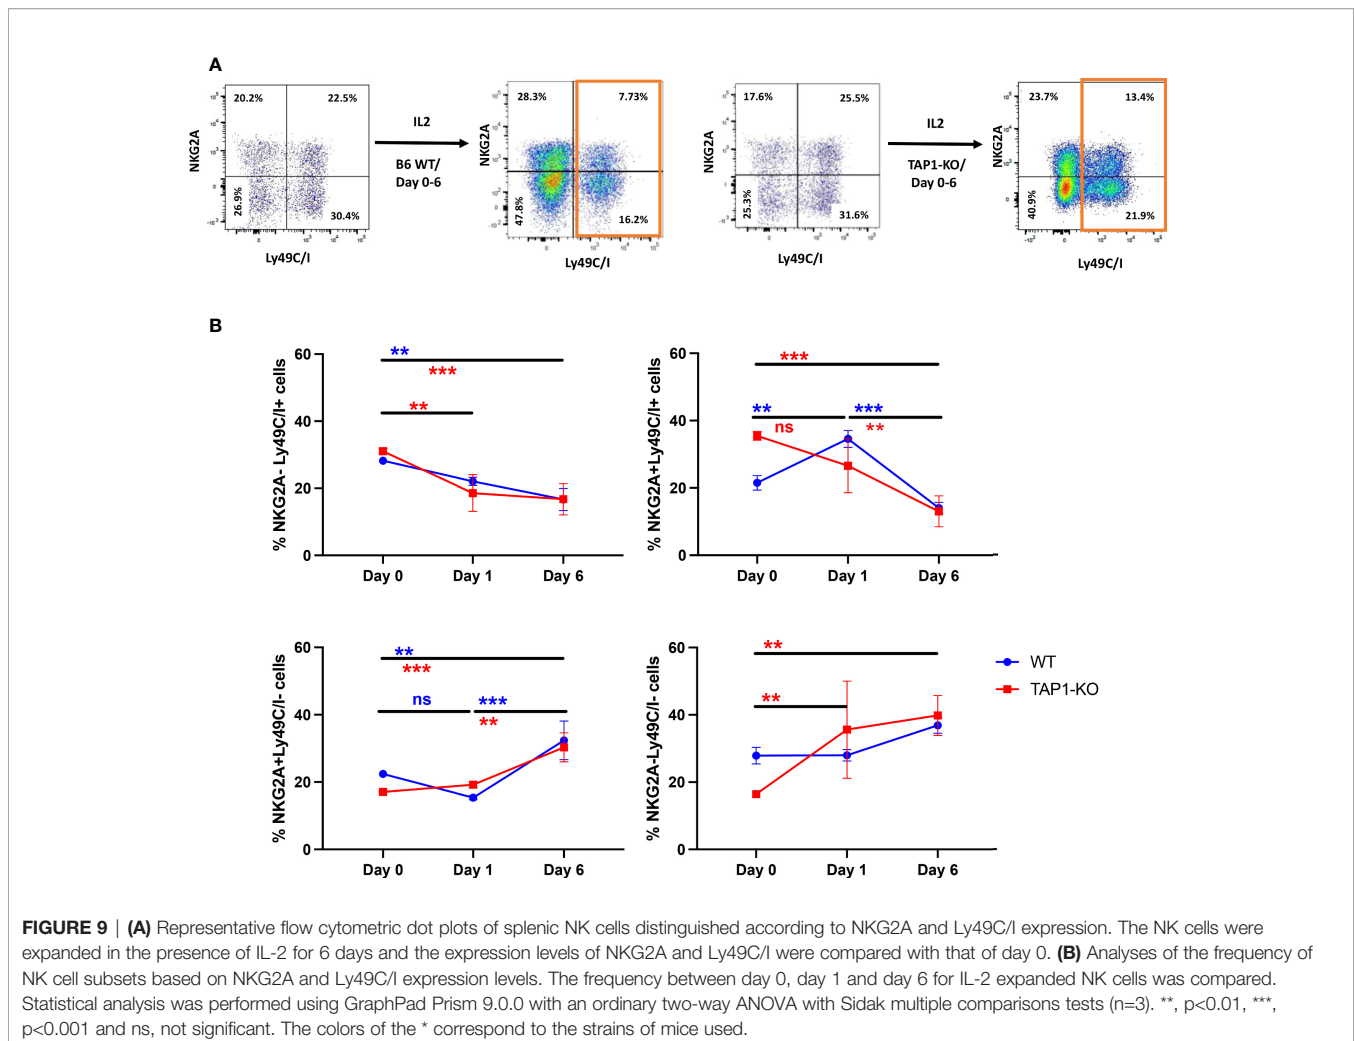 A
20.2% 22.5%
26.9% 30.4%
NKG2A
Ly49C/I
IL2
B6 WT/
Day 0-6
28.3% 7.73%
47.8% 16.2%
NKG2A
Ly49C/I
17.6% 25.5%
25.3% 31.6%
NKG2A
Ly49C/I
IL2
TAP1-KO/
Day 0-6
23.7% 13.4%
40.9% 21.9%
NKG2A
Ly49C/I
B
% NKG2A- Ly49C/I+ cells
60
40
20
0
**
***
**
Day 0 Day 1 Day 6
% NKG2A+Ly49C/I+ cells
60
40
20
0
***
** ***
ns **
Day 0 Day 1 Day 6
% NKG2A+Ly49C/I- cells
60
40
20
0
**
***
ns ***
**
Day 0 Day 1 Day 6
% NKG2A-Ly49C/I- cells
60
40
20
0
**
**
Day 0 Day 1 Day 6
WT
TAP1-KO
FIGURE 9 | (A) Representative flow cytometric dot plots of splenic NK cells distinguished according to NKG2A and Ly49C/I expression. The NK cells were
expanded in the presence of IL-2 for 6 days and the expression levels of NKG2A and Ly49C/I were compared with that of day 0. (B) Analyses of the frequency of
NK cell subsets based on NKG2A and Ly49C/I expression levels. The frequency between day 0, day 1 and day 6 for IL-2 expanded NK cells was compared.
Statistical analysis was performed using GraphPad Prism 9.0.0 with an ordinary two-way ANOVA with Sidak multiple comparisons tests (n=3). **, p<0.01, ***,
p<0.001 and ns, not significant. The colors of the * correspond to the strains of mice used.